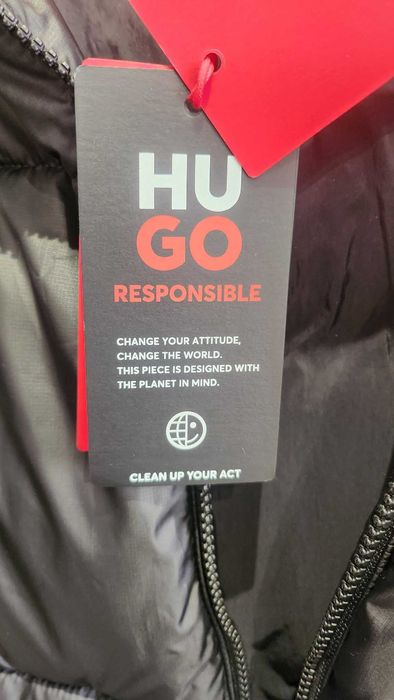 HU
GO
RESPONSIBLE
CHANGE YOUR ATTITUDE,
CHANGE THE WORLD.
THIS PIECE IS DESIGNED WITH
THE PLANET IN MIND.
CLEAN UP YOUR ACT